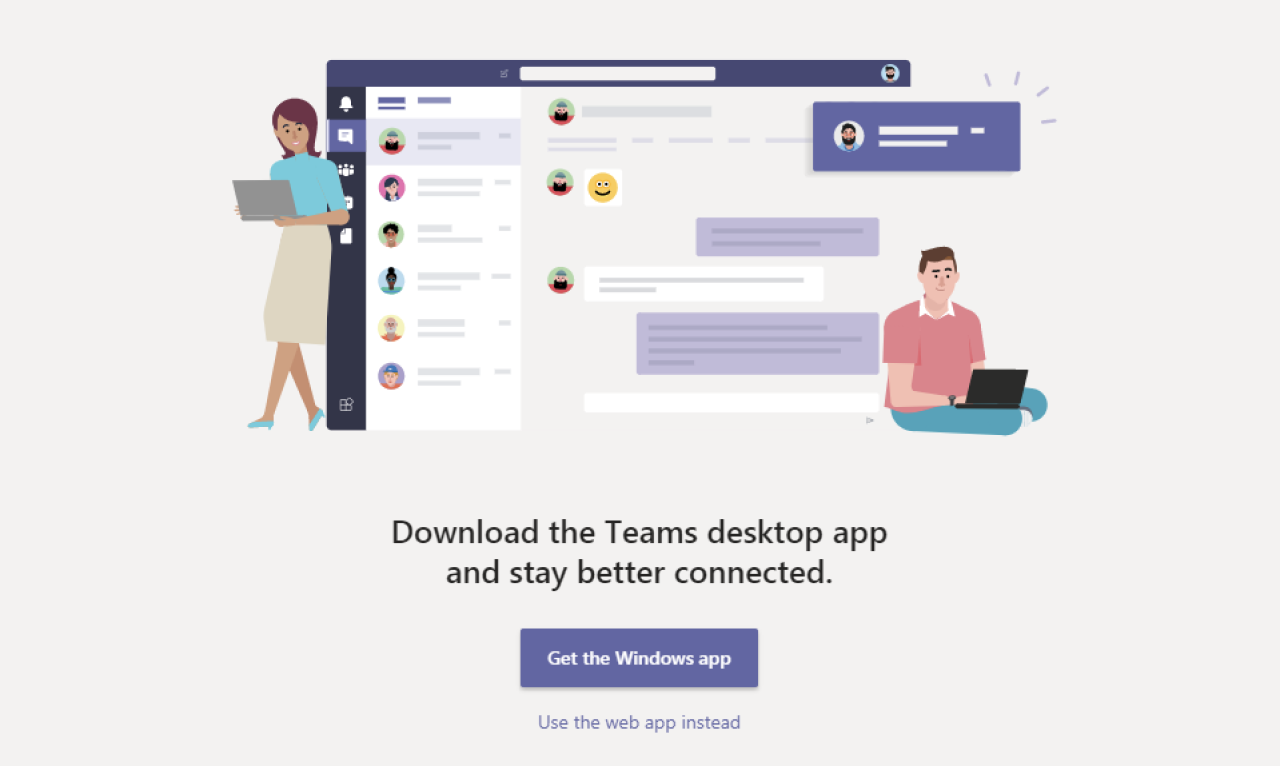 Download the Teams desktop app
and stay better connected.
Get the Windows app
Use the web app instead